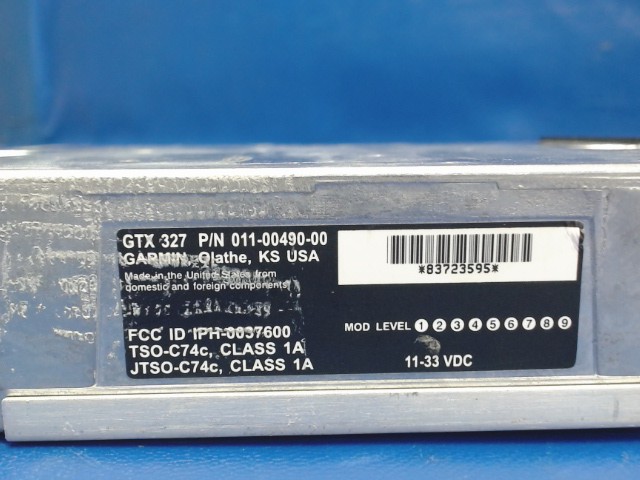 GTX 327 P/N 011-00490-00
GARMIN, Olathe, KS USA
Made in the United States from
domestic and foreign components
FCC ID IPH-0037600
TSO-C74c, CLASS 1A
JTSO-C74c, CLASS 1A
*83723595*
MOD LEVEL 1 2 3 4 5 6 7 8 9
11-33 VDC